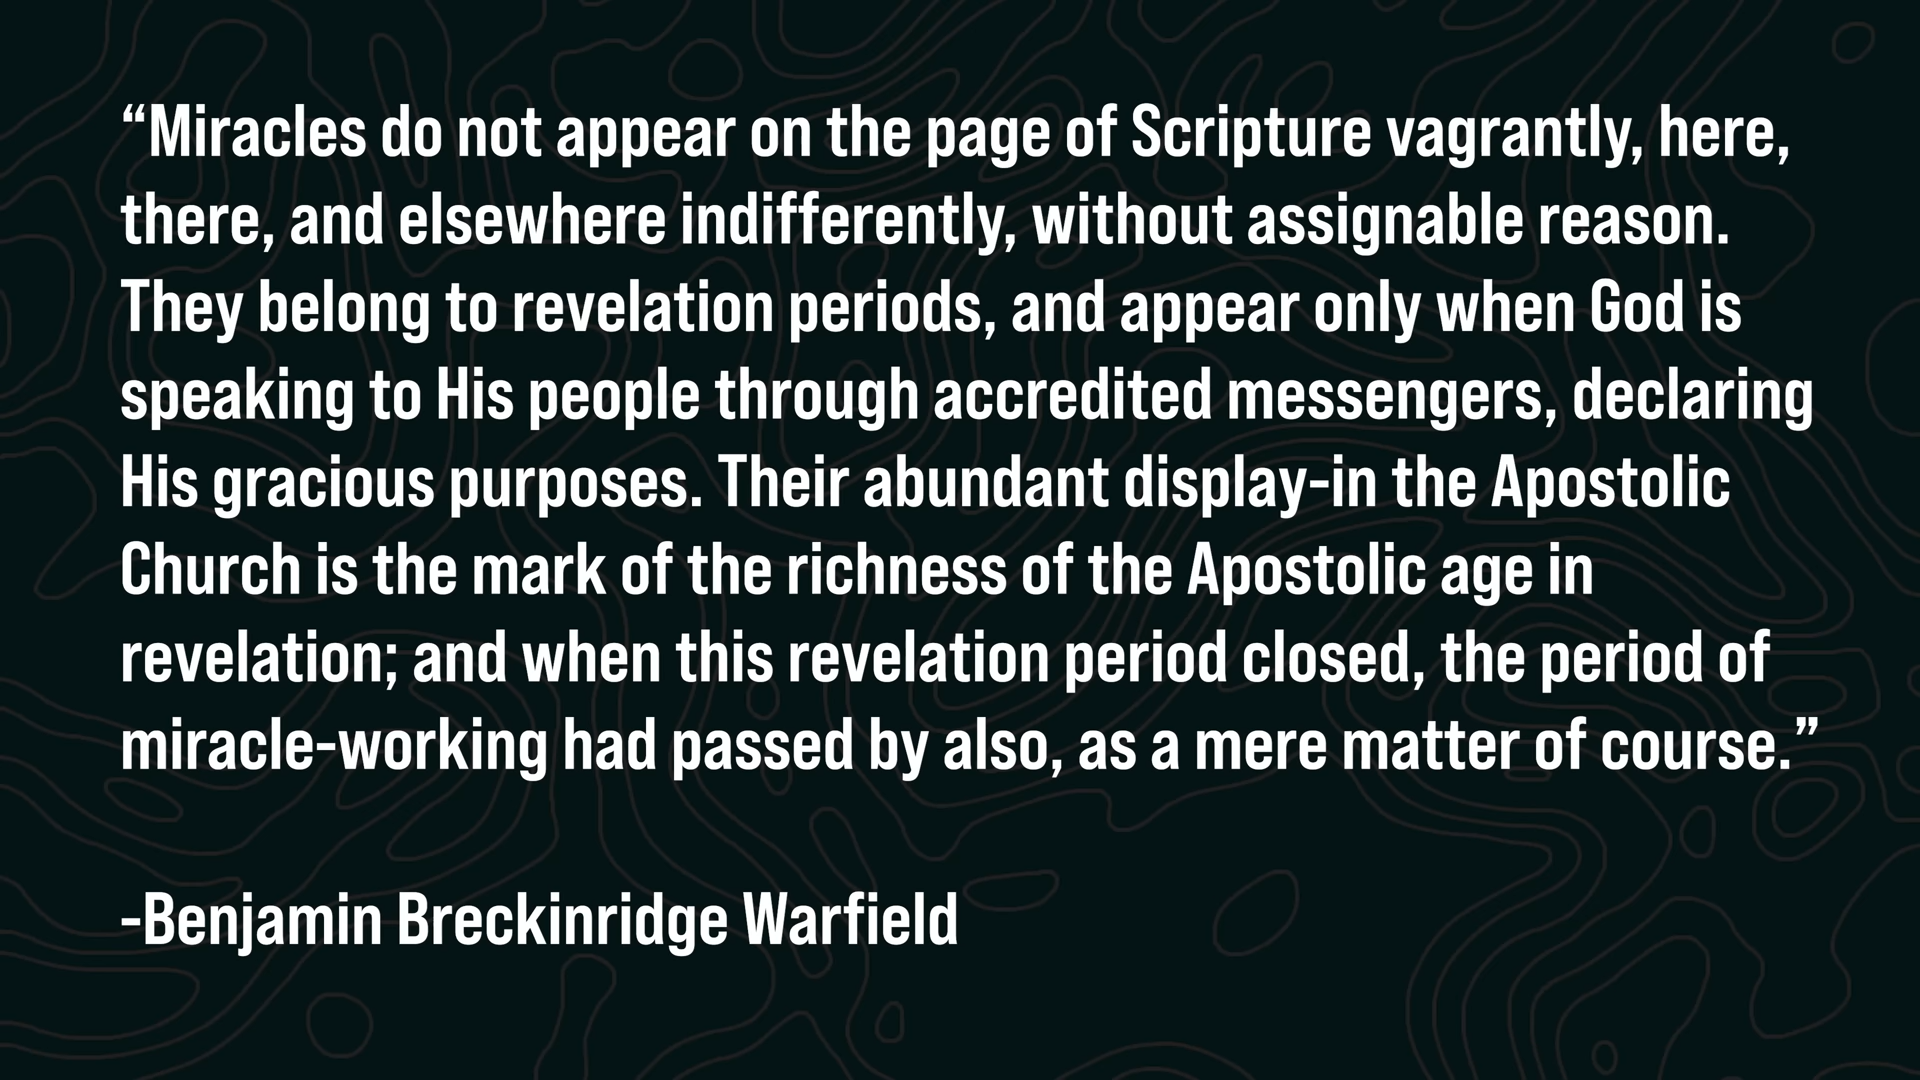 “Miracles do not appear on the page of Scripture vagrantly, here,
there, and elsewhere indifferently, without assignable reason.
They belong to revelation periods, and appear only when God is
speaking to His people through accredited messengers, declaring
His gracious purposes. Their abundant display-in the Apostolic
Church is the mark of the richness of the Apostolic age in
revelation; and when this revelation period closed, the period of
miracle-working had passed by also, as a mere matter of course.”
-Benjamin Breckinridge Warfield